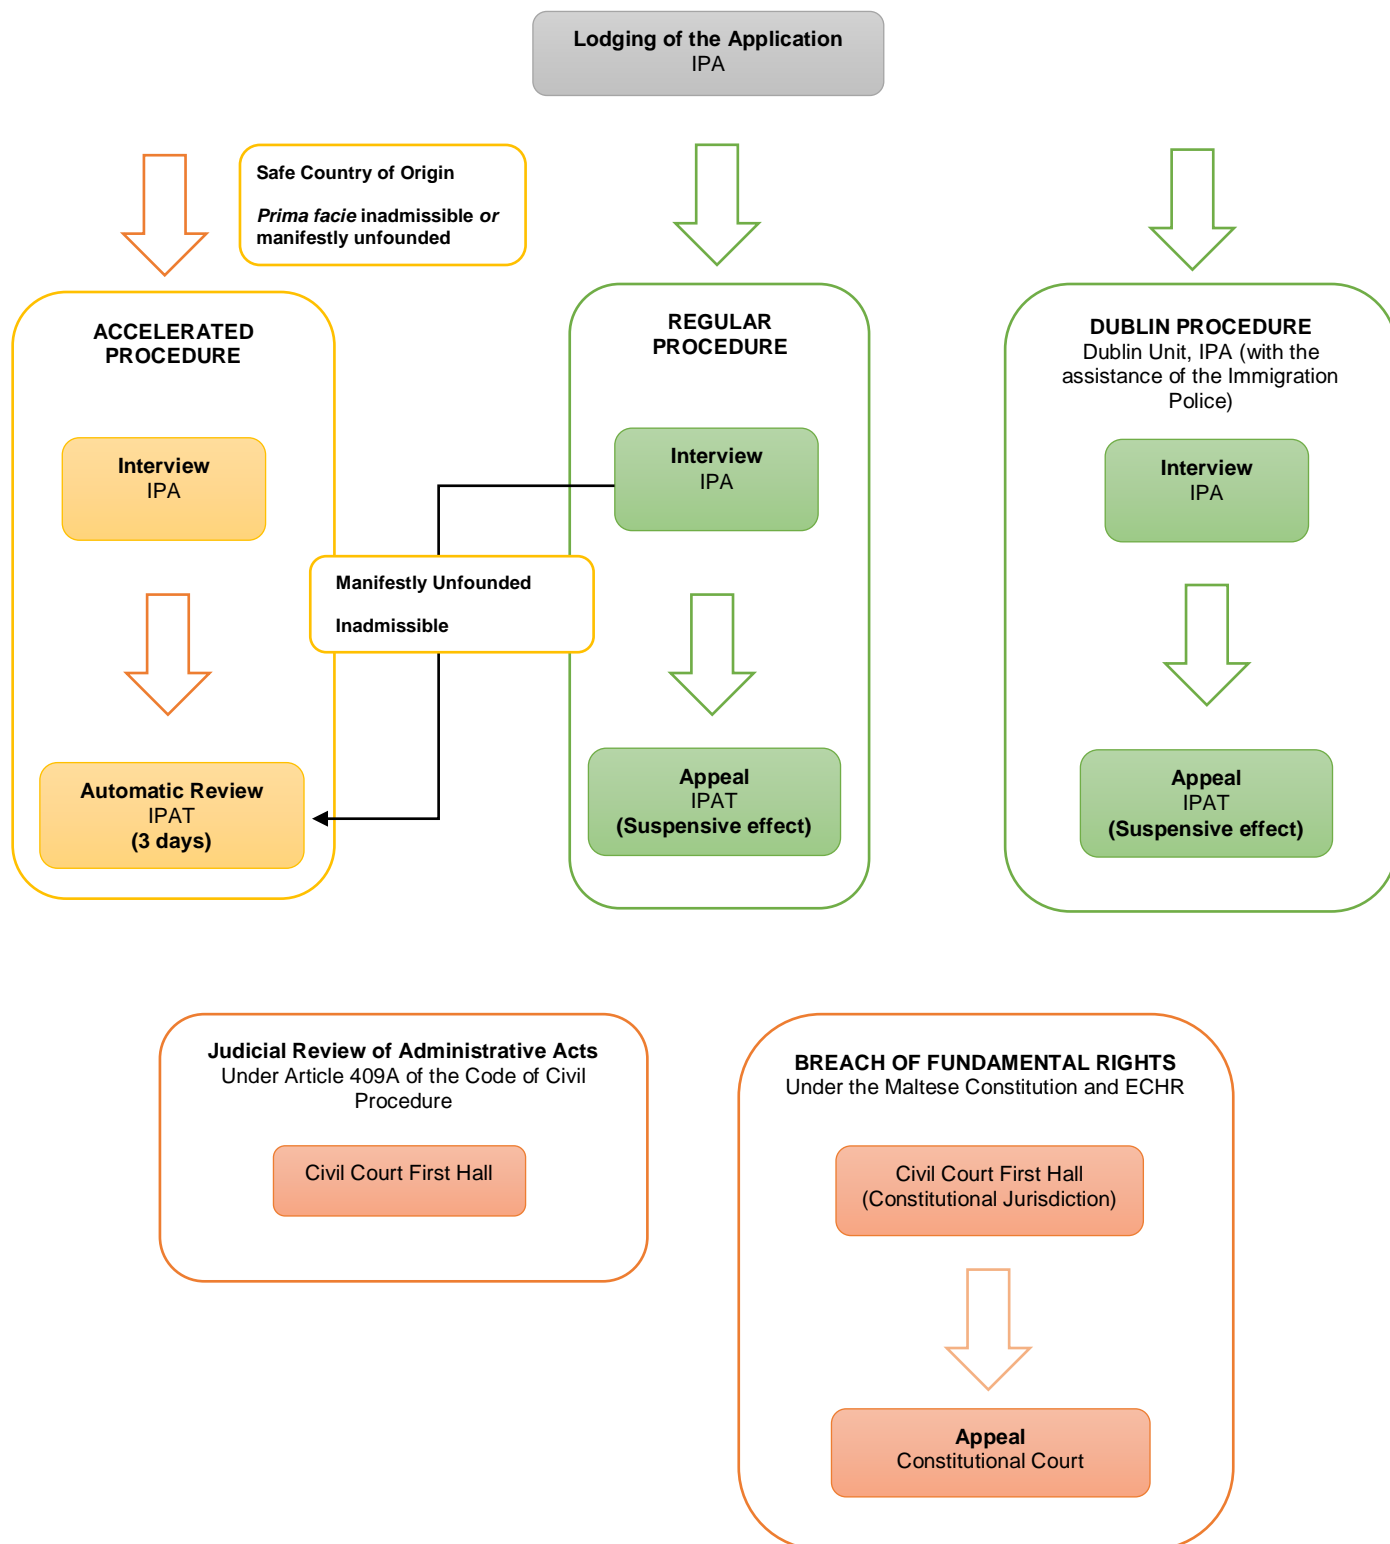 Lodging of the Application
IPA
Safe Country of Origin
Prima facie inadmissible or
manifestly unfounded
ACCELERATED
PROCEDURE
Interview
IPA
Automatic Review
IPAT
(3 days)
Manifestly Unfounded
Inadmissible
REGULAR
PROCEDURE
Interview
IPA
Appeal
IPAT
(Suspensive effect)
DUBLIN PROCEDURE
Dublin Unit, IPA (with the
assistance of the Immigration
Police)
Interview
IPA
Appeal
IPAT
(Suspensive effect)
Judicial Review of Administrative Acts
Under Article 409A of the Code of Civil
Procedure
Civil Court First Hall
BREACH OF FUNDAMENTAL RIGHTS
Under the Maltese Constitution and ECHR
Civil Court First Hall
(Constitutional Jurisdiction)
Appeal
Constitutional Court